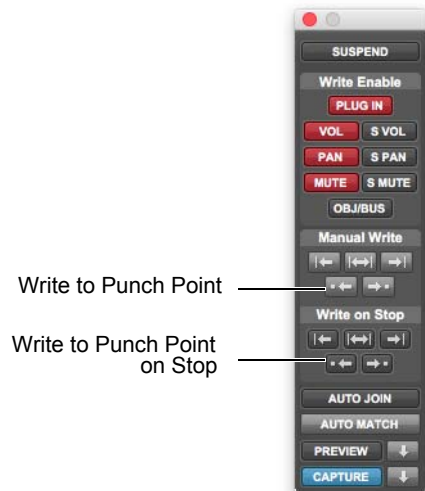 SUSPEND
Write Enable
PLUG IN
VOL S VOL
PAN S PAN
MUTE S MUTE
OBJ/BUS
Manual Write
Write to Punch Point
Write on Stop
Write to Punch Point
on Stop
AUTO JOIN
AUTO MATCH
PREVIEW
CAPTURE